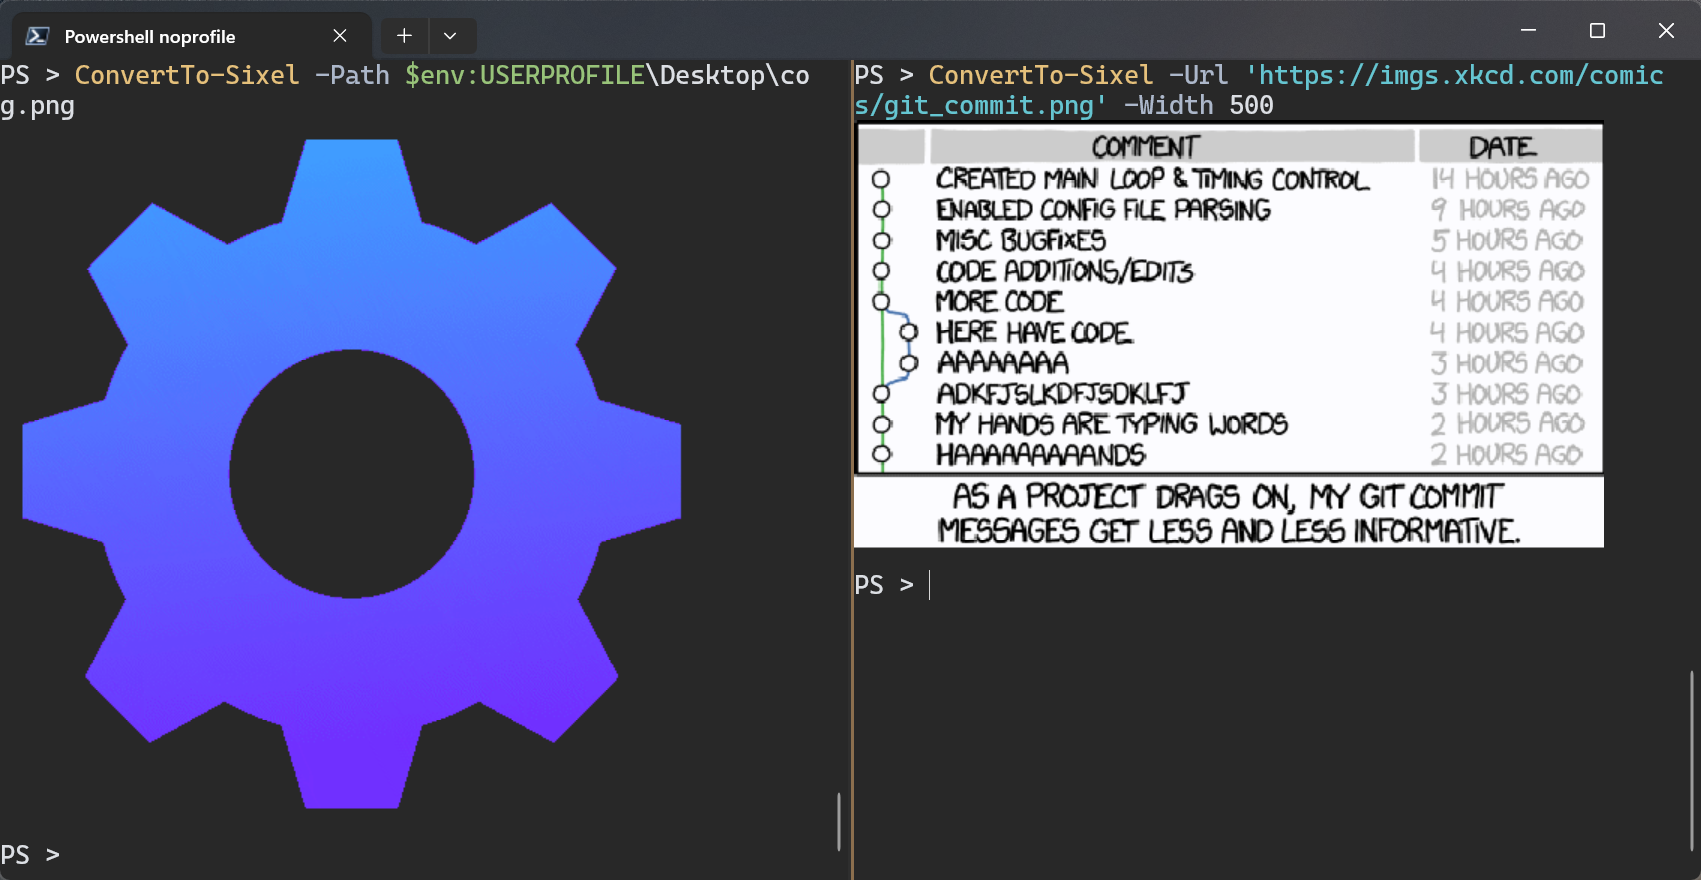 Powershell noprofile
PS > ConvertTo-Sixel -Path $env:USERPROFILE\Desktop\co
g.png
PS >
PS > ConvertTo-Sixel -Url 'https://imgs.xkcd.com/comic
s/git_commit.png' -Width 500
COMMENT DATE
CREATED MAIN LOOP & TIMING CONTROL 14 HOURS AGO
ENABLED CONFIG FILE PARSING 9 HOURS AGO
MISC BUGFIXES 5 HOURS AGO
CODE ADDITIONS/EDITS 4 HOURS AGO
MORE CODE 4 HOURS AGO
HERE HAVE CODE 4 HOURS AGO
AAAAAAAA 3 HOURS AGO
ADKFJSLKDFJSDKLFJ 3 HOURS AGO
MY HANDS ARE TYPING WORDS 2 HOURS AGO
HAAAAAAAAANDS 2 HOURS AGO
AS A PROJECT DRAGS ON, MY GIT COMMIT
MESSAGES GET LESS AND LESS INFORMATIVE.
PS >